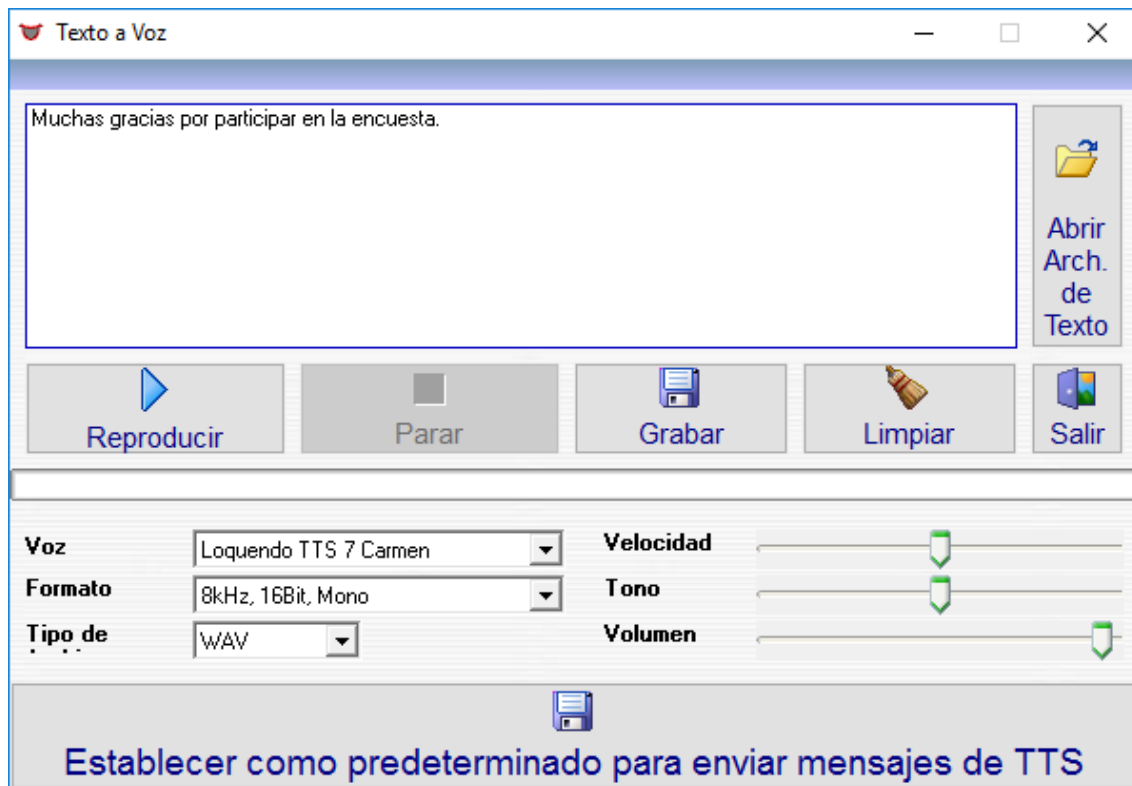 Texto a Voz
Muchas gracias por participar en la encuesta.
Abrir
Arch.
de
Texto
Reproducir
Parar
Grabar
Limpiar
Salir
Voz
Loquendo TTS 7 Carmen
Velocidad
Formato
8kHz, 16Bit, Mono
Tono
Tipo de
WAV
Volumen
Establecer como predeterminado para enviar mensajes de TTS